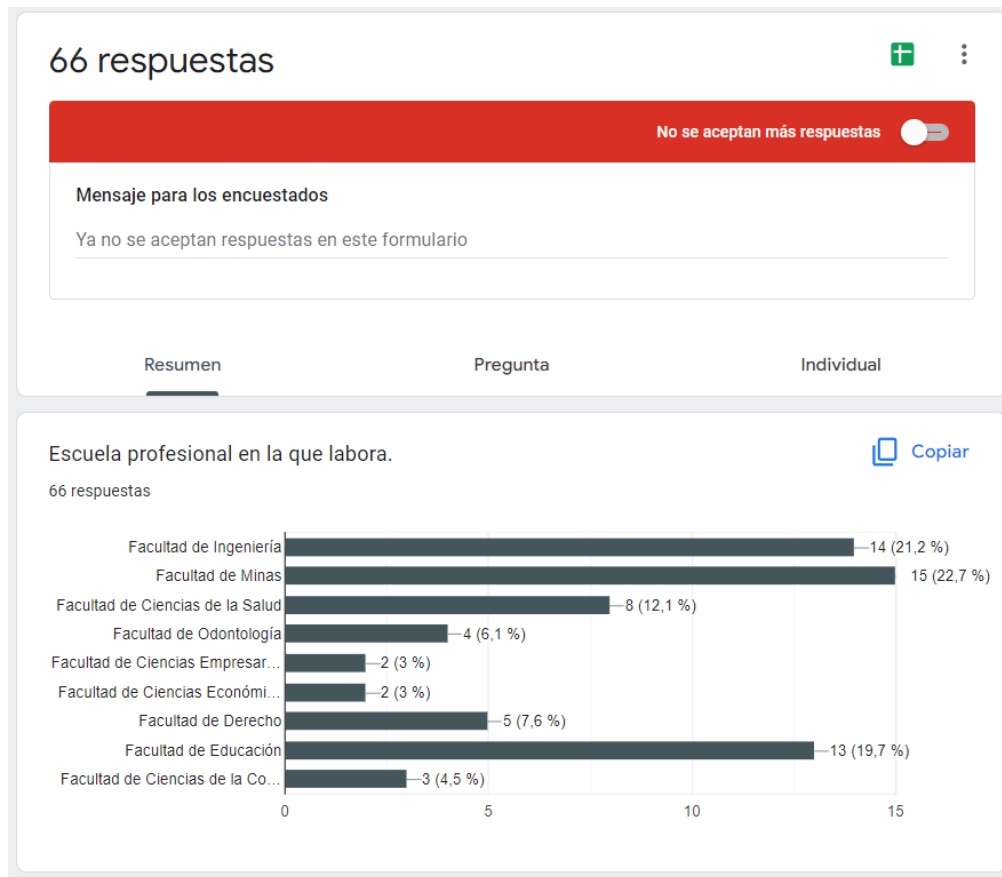 66 respuestas
No se aceptan más respuestas
Mensaje para los encuestados
Ya no se aceptan respuestas en este formulario
Resumen Pregunta Individual
Escuela profesional en la que labora.
Copiar
66 respuestas
Facultad de Ingeniería 14 (21,2 %)
Facultad de Minas 15 (22,7 %)
Facultad de Ciencias de la Salud 8 (12,1 %)
Facultad de Odontología 4 (6,1 %)
Facultad de Ciencias Empresar... 2 (3 %)
Facultad de Ciencias Económi... 2 (3 %)
Facultad de Derecho 5 (7,6 %)
Facultad de Educación 13 (19,7 %)
Facultad de Ciencias de la Co... 3 (4,5 %)
0 5 10 15